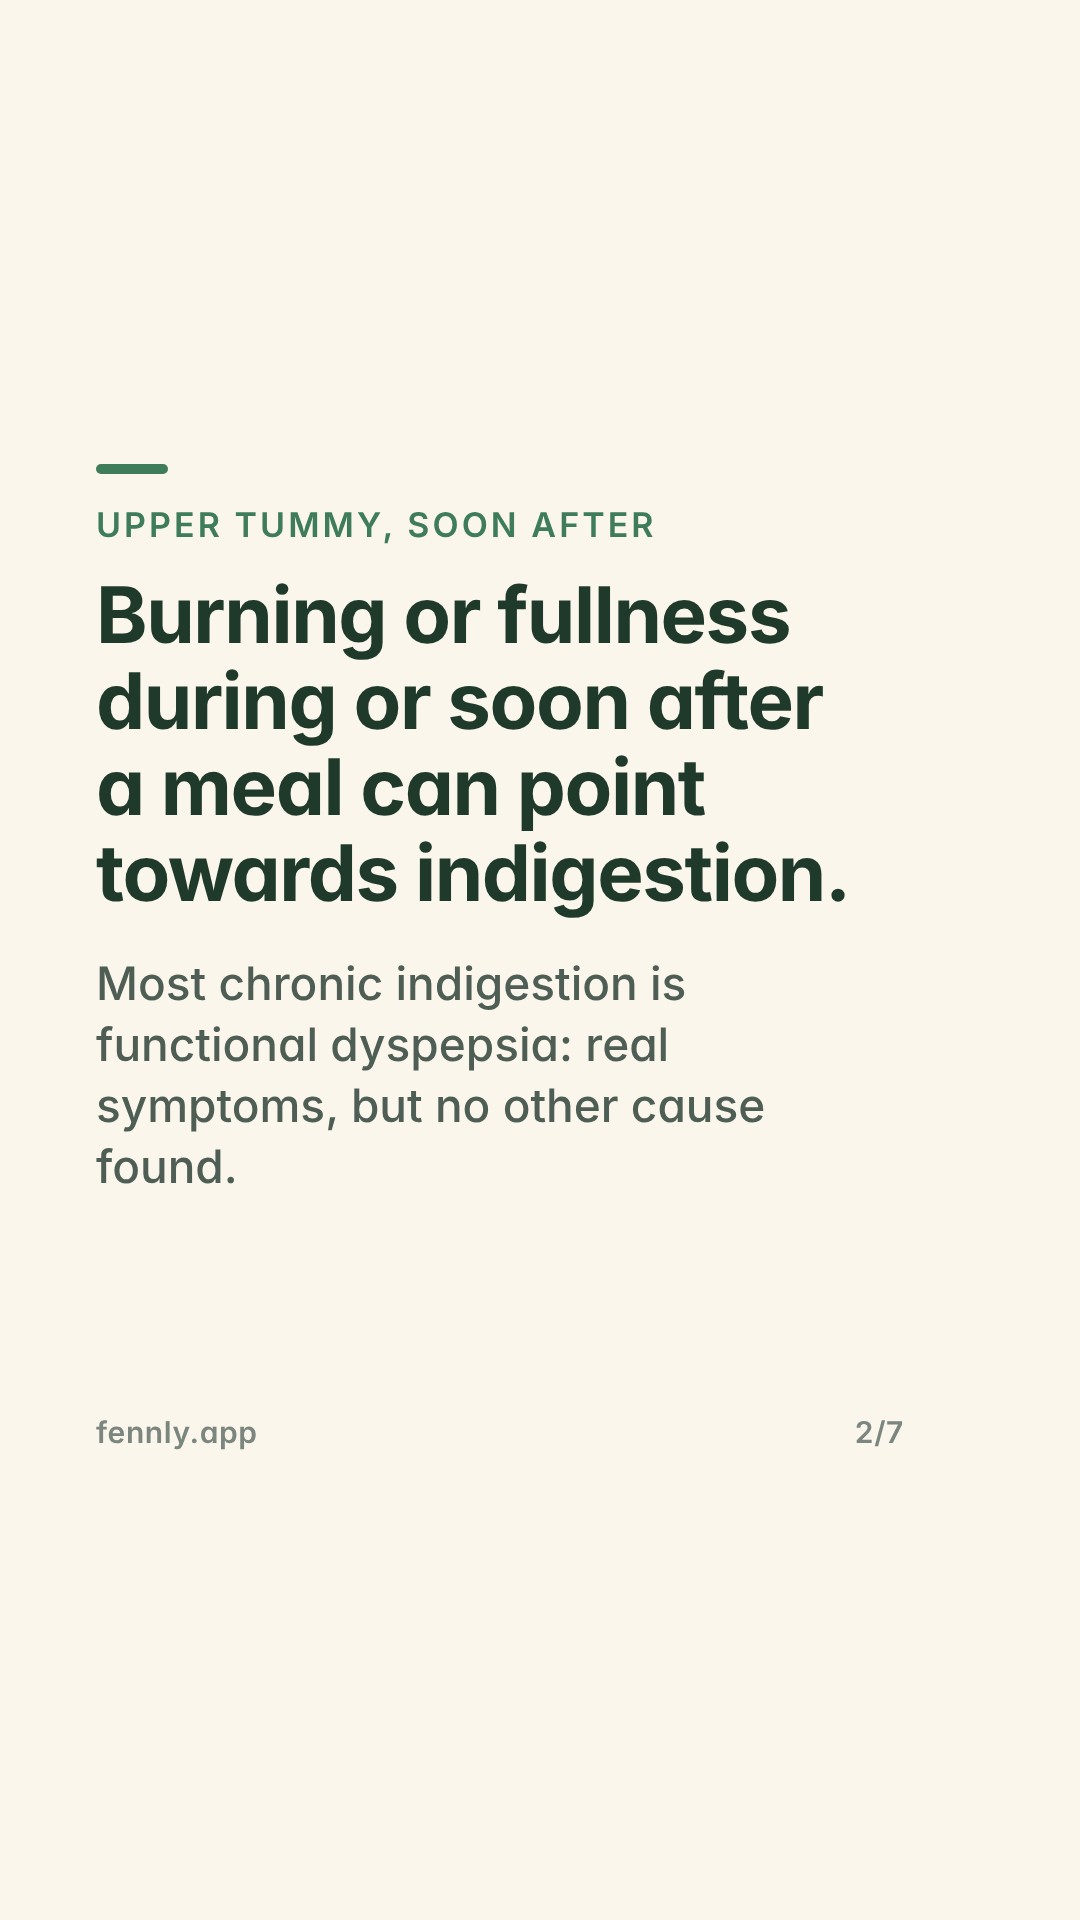 UPPER TUMMY, SOON AFTER
Burning or fullness
during or soon after
a meal can point
towards indigestion.
Most chronic indigestion is
functional dyspepsia: real
symptoms, but no other cause
found.
fennly.app
2/7